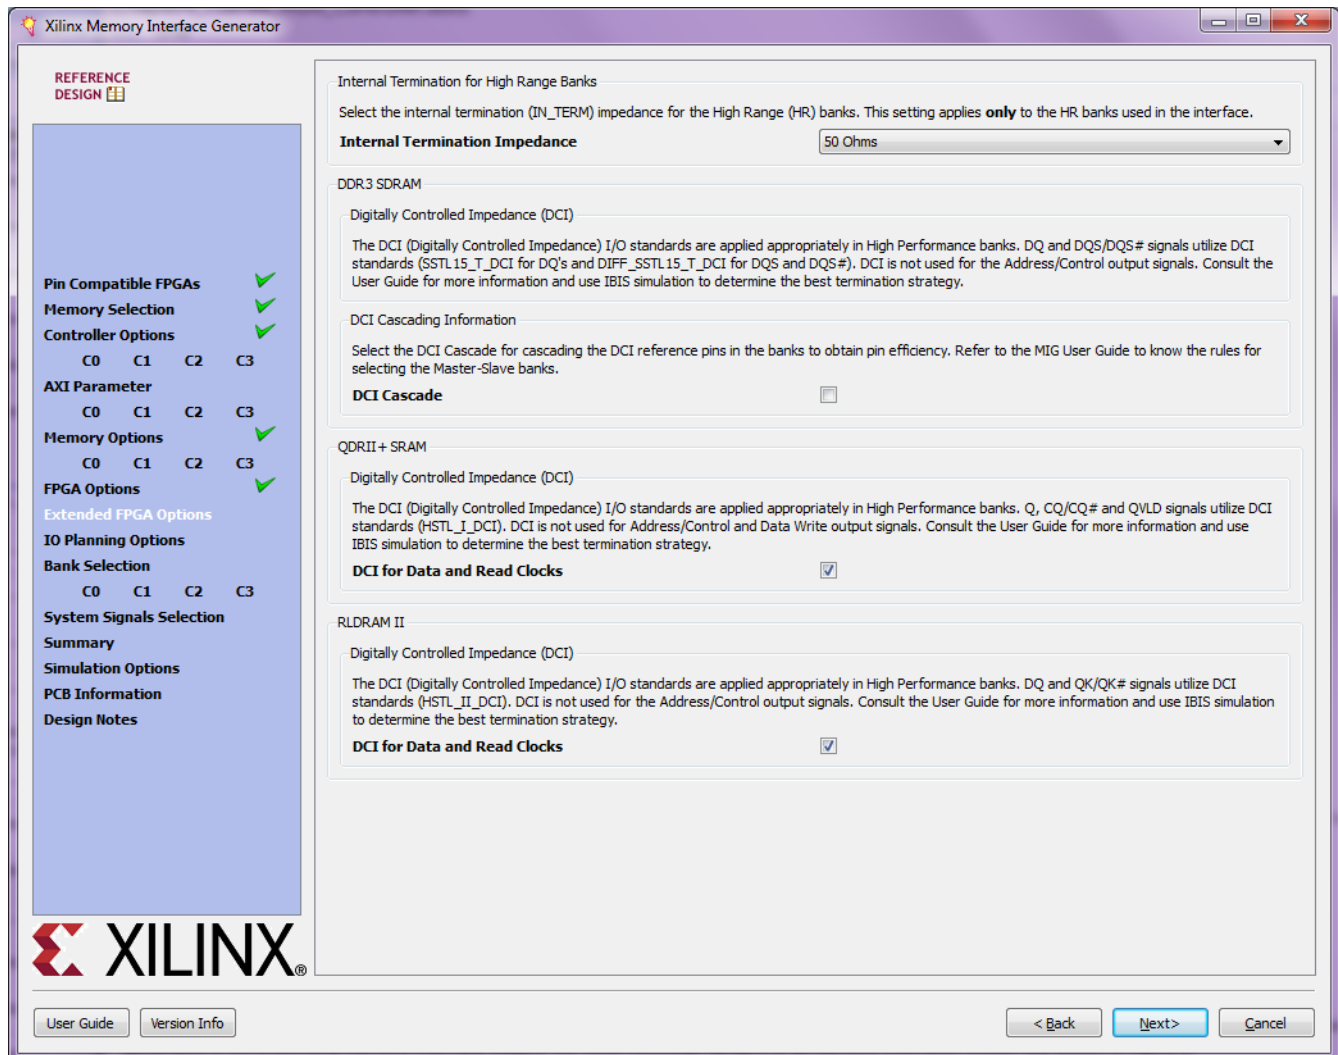 Xilinx Memory Interface Generator
REFERENCE
DESIGN
Pin Compatible FPGAs
Memory Selection
Controller Options
C0 C1 C2 C3
AXI Parameter
C0 C1 C2 C3
Memory Options
C0 C1 C2 C3
FPGA Options
Extended FPGA Options
IO Planning Options
Bank Selection
C0 C1 C2 C3
System Signals Selection
Summary
Simulation Options
PCB Information
Design Notes
XILINX®
Internal Termination for High Range Banks
Select the internal termination (IN_TERM) impedance for the High Range (HR) banks. This setting applies only to the HR banks used in the interface.
Internal Termination Impedance 50 Ohms
DDR3 SDRAM
Digitally Controlled Impedance (DCI)
The DCI (Digitally Controlled Impedance) I/O standards are applied appropriately in High Performance banks. DQ and DQS/DQS# signals utilize DCI
standards (SSTL15_T_DCI for DQ's and DIFF_SSTL15_T_DCI for DQS and DQS#). DCI is not used for the Address/Control output signals. Consult the
User Guide for more information and use IBIS simulation to determine the best termination strategy.
DCI Cascading Information
Select the DCI Cascade for cascading the DCI reference pins in the banks to obtain pin efficiency. Refer to the MIG User Guide to know the rules for
selecting the Master-Slave banks.
DCI Cascade
QDRII+ SRAM
Digitally Controlled Impedance (DCI)
The DCI (Digitally Controlled Impedance) I/O standards are applied appropriately in High Performance banks. Q, CQ/CQ# and QVLD signals utilize DCI
standards (HSTL_I_DCI). DCI is not used for Address/Control and Data Write output signals. Consult the User Guide for more information and use
IBIS simulation to determine the best termination strategy.
DCI for Data and Read Clocks
RLDRAM II
Digitally Controlled Impedance (DCI)
The DCI (Digitally Controlled Impedance) I/O standards are applied appropriately in High Performance banks. DQ and QK/QK# signals utilize DCI
standards (HSTL_II_DCI). DCI is not used for the Address/Control output signals. Consult the User Guide for more information and use IBIS simulation
to determine the best termination strategy.
DCI for Data and Read Clocks
User Guide Version Info < Back Next> Cancel